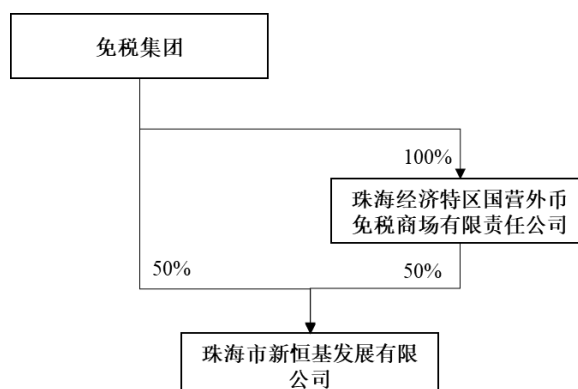 免税集团
100%
珠海经济特区国营外币
免税商场有限责任公司
50%
50%
珠海市新恒基发展有限
公司